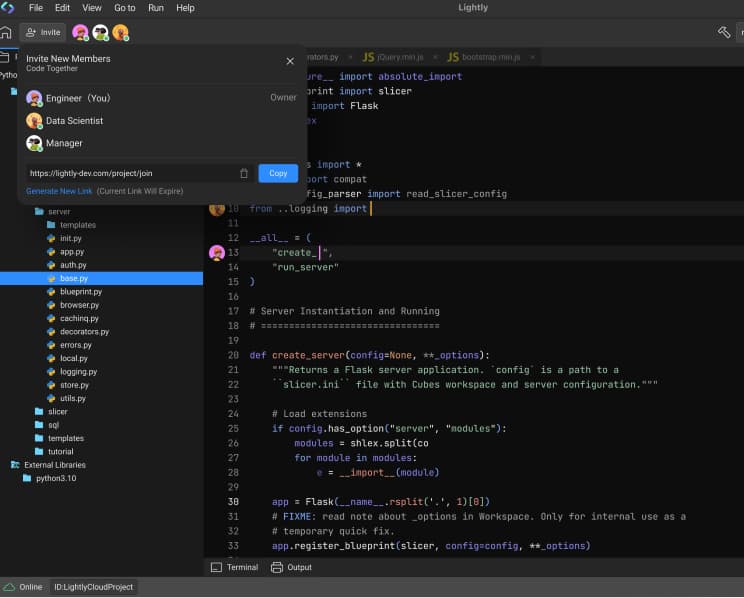 File Edit View Go to Run Help Lightly
Invite
Invite New Members
Code Together
Engineer (You) Owner
Data Scientist
Manager
https://lightly-dev.com/project/join Copy
Generate New Link (Current Link Will Expire)
Pytho
server
templates
init.py
app.py
auth.py
base.py
blueprint.py
browser.py
cachinq.py
decorators.py
errors.py
local.py
logging.py
store.py
utils.py
slicer
sql
templates
tutorial
External Libraries
python3.10
orators.py × JS jQuery.min.js × JS bootstrap.min.js ×
ure__ import absolute_import
print import slicer
import Flask
ex
s import *
port compat
fig_parser import read_slicer_config
10 from ..logging import
11
12 __all__ = (
13 "create_ ",
14 "run_server"
15 )
16
17 # Server Instantiation and Running
18 # ================================
19
20 def create_server(config=None, **_options):
21 """Returns a Flask server application. `config` is a path to a
22 ``slicer.ini`` file with Cubes workspace and server configuration."""
23
24 # Load extensions
25 if config.has_option("server", "modules"):
26 modules = shlex.split(co
27 for module in modules:
28 e = __import__(module)
29
30 app = Flask(__name__.rsplit('.', 1)[0])
31 # FIXME: read note about _options in Workspace. Only for internal use as a
32 # temporary quick fix.
33 app.register_blueprint(slicer, config=config, **_options)
Terminal Output
Online ID:LightlyCloudProject